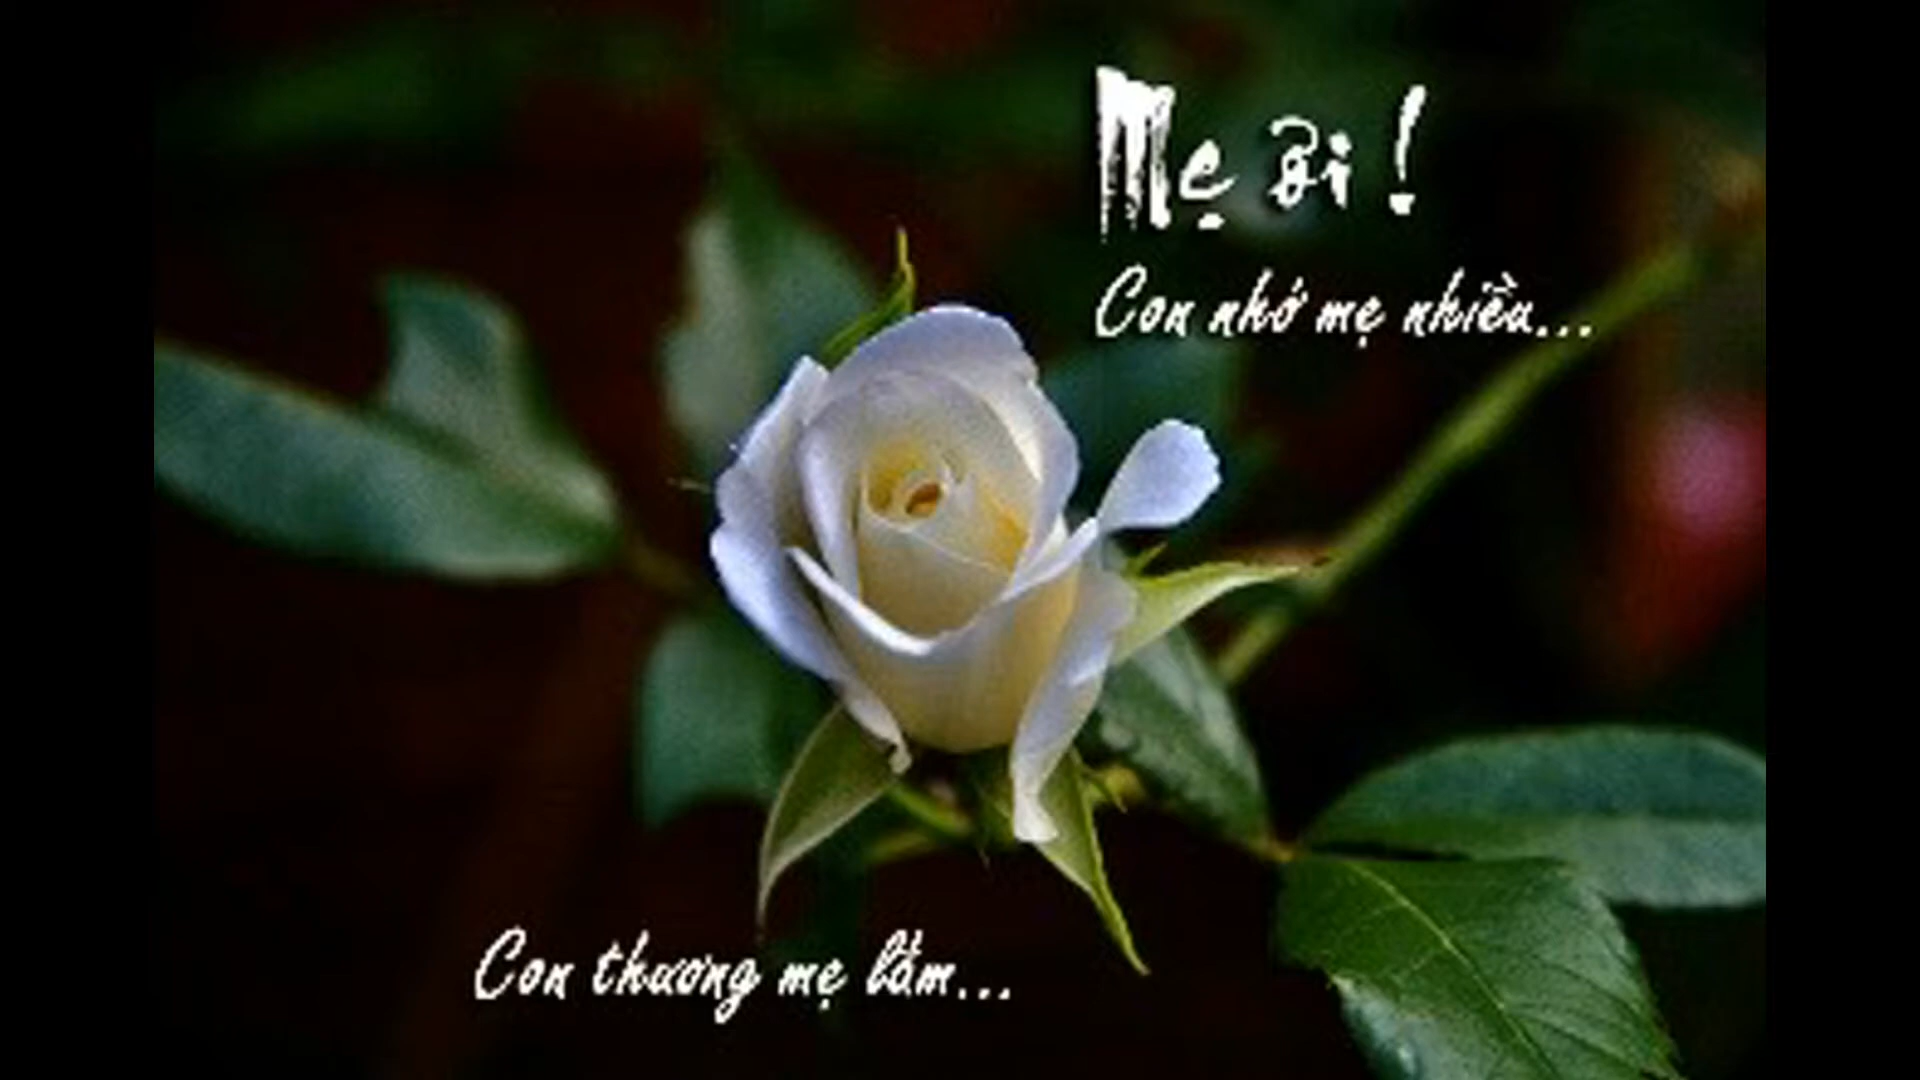 Mẹ ơi !
Con nhớ mẹ nhiều...
Con thương mẹ lắm...